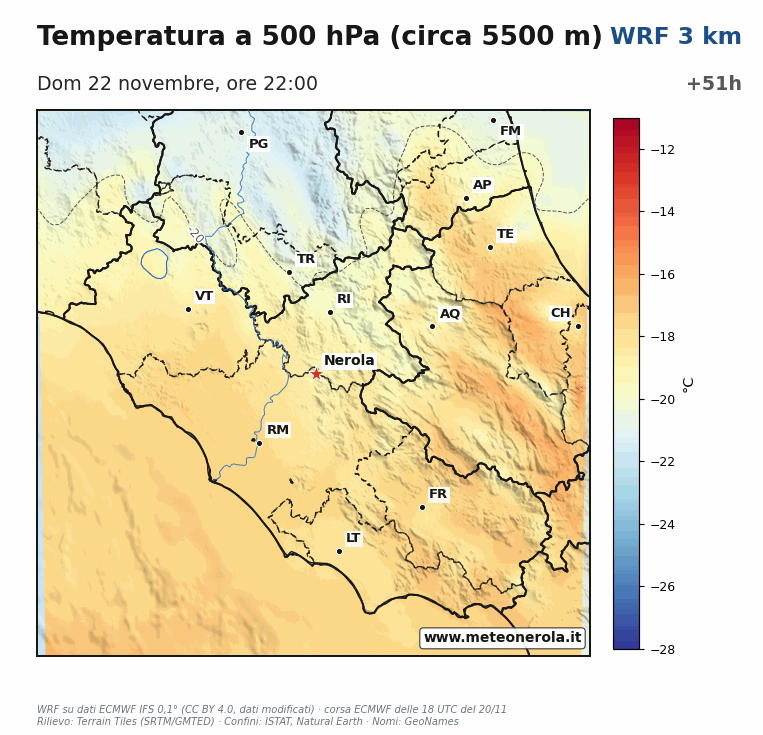 Temperatura a 500 hPa (circa 5500 m) WRF 3 km
Dom 22 novembre, ore 22:00 +51h
FM
PG
AP
TE
20
TR
VT
RI
AQ
CH
Nerola
RM
FR
LT
www.meteonerola.it
−12
−14
−16
−18
−20
−22
−24
−26
−28
°C
WRF su dati ECMWF IFS 0,1° (CC BY 4.0, dati modificati) · corsa ECMWF delle 18 UTC del 20/11
Rilievo: Terrain Tiles (SRTM/GMTED) · Confini: ISTAT, Natural Earth · Nomi: GeoNames